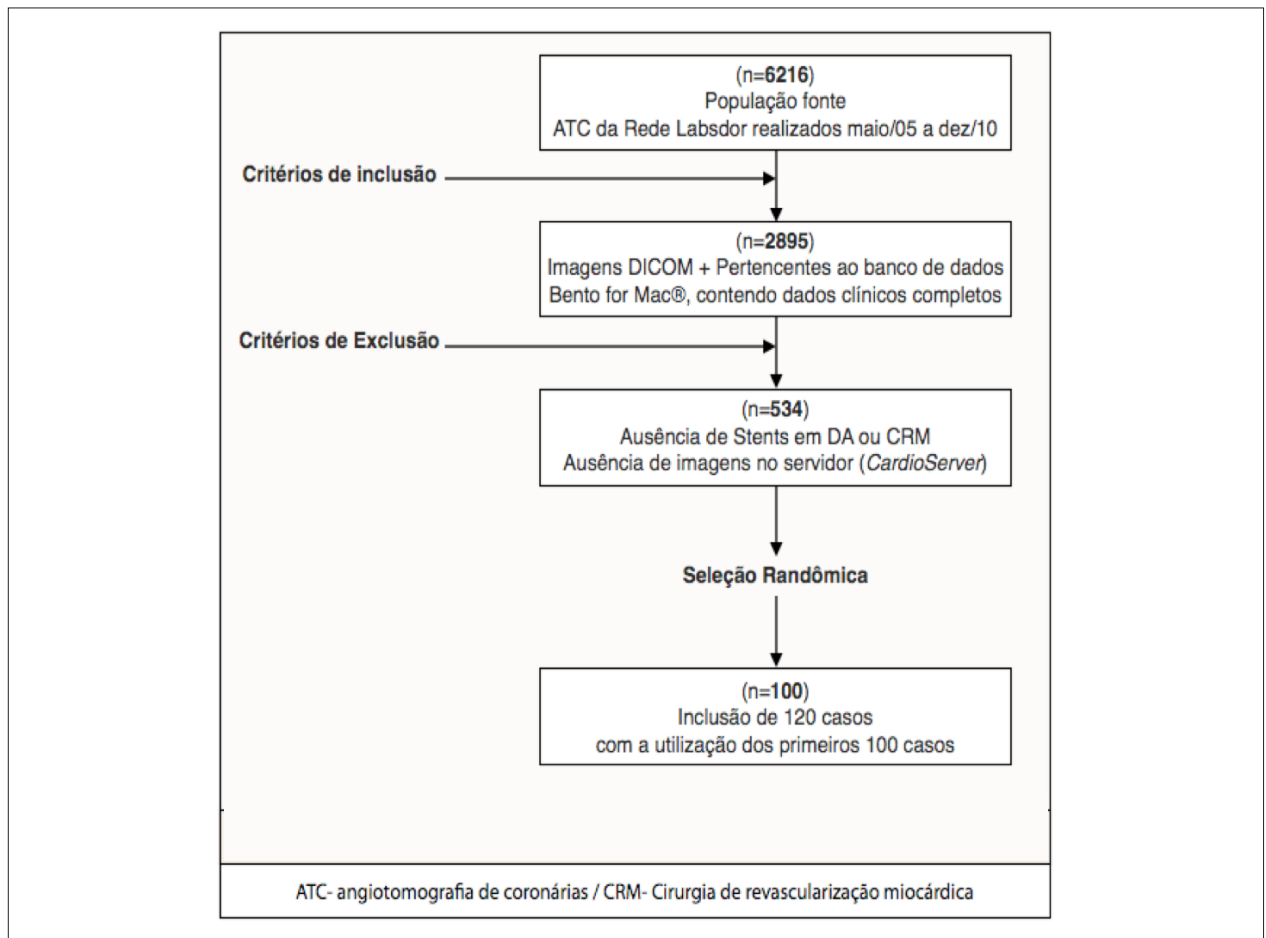 (n=6216)
População fonte
ATC da Rede Labsdor realizados maio/05 a dez/10
Critérios de inclusão
(n=2895)
Imagens DICOM + Pertencentes ao banco de dados
Bento for Mac®, contendo dados clínicos completos
Critérios de Exclusão
(n=534)
Ausência de Stents em DA ou CRM
Ausência de imagens no servidor (CardioServer)
Seleção Randômica
(n=100)
Inclusão de 120 casos
com a utilização dos primeiros 100 casos
ATC- angiotomografia de coronárias / CRM- Cirurgia de revascularização miocárdica